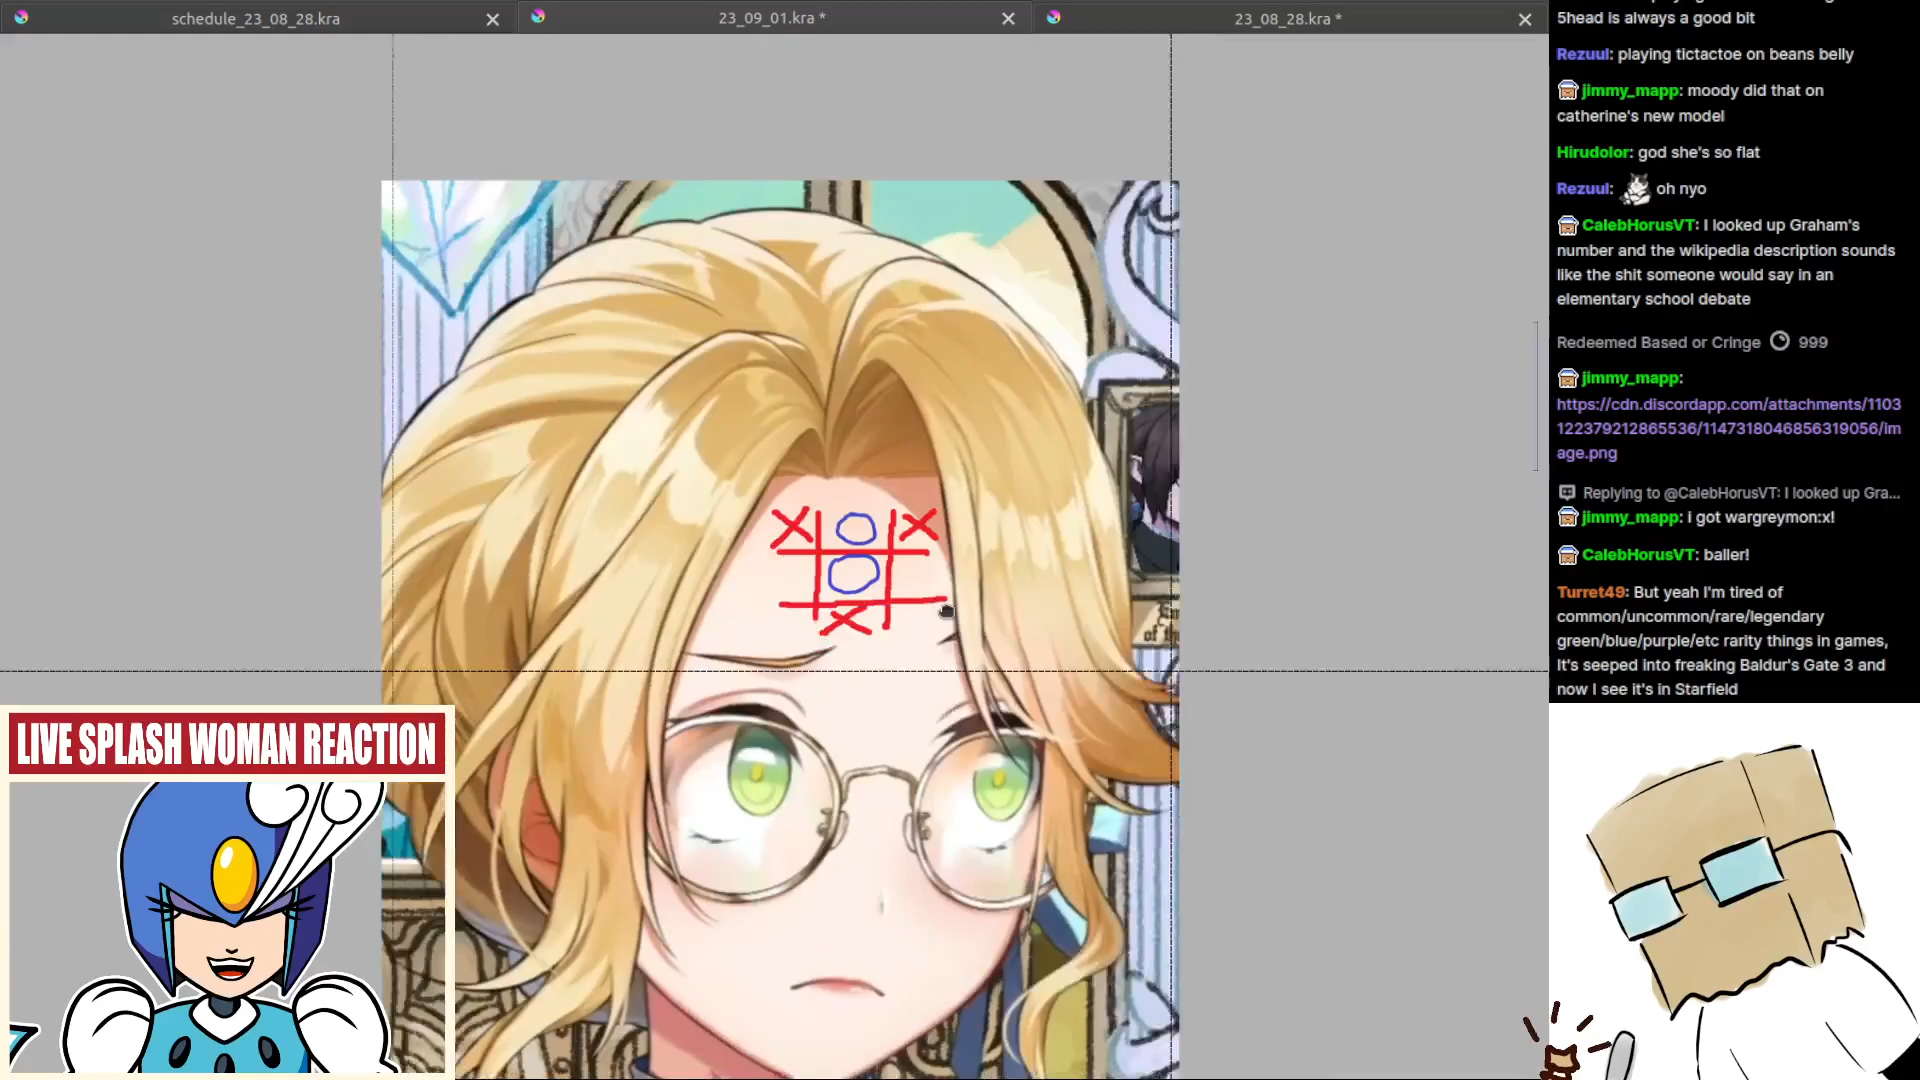 schedule_23_08_28.kra
23_09_01.kra *
23_08_28.kra *
5head is always a good bit
Rezuul: playing tictactoe on beans belly
jimmy_mapp: moody did that on
catherine's new model
Hirudolor: god she's so flat
Rezuul: oh nyo
CalebHorusVT: I looked up Graham's
number and the wikipedia description sounds
like the shit someone would say in an
elementary school debate
Redeemed Based or Cringe 999
jimmy_mapp:
https://cdn.discordapp.com/attachments/1103
122379212865536/1147318046856319056/im
age.png
Replying to @CalebHorusVT: I looked up Gra...
jimmy_mapp: i got wargreymon:x!
CalebHorusVT: baller!
Turret49: But yeah I'm tired of
common/uncommon/rare/legendary
green/blue/purple/etc rarity things in games,
It's seeped into freaking Baldur's Gate 3 and
now I see it's in Starfield
X O X
O
X
of th
LIVE SPLASH WOMAN REACTION